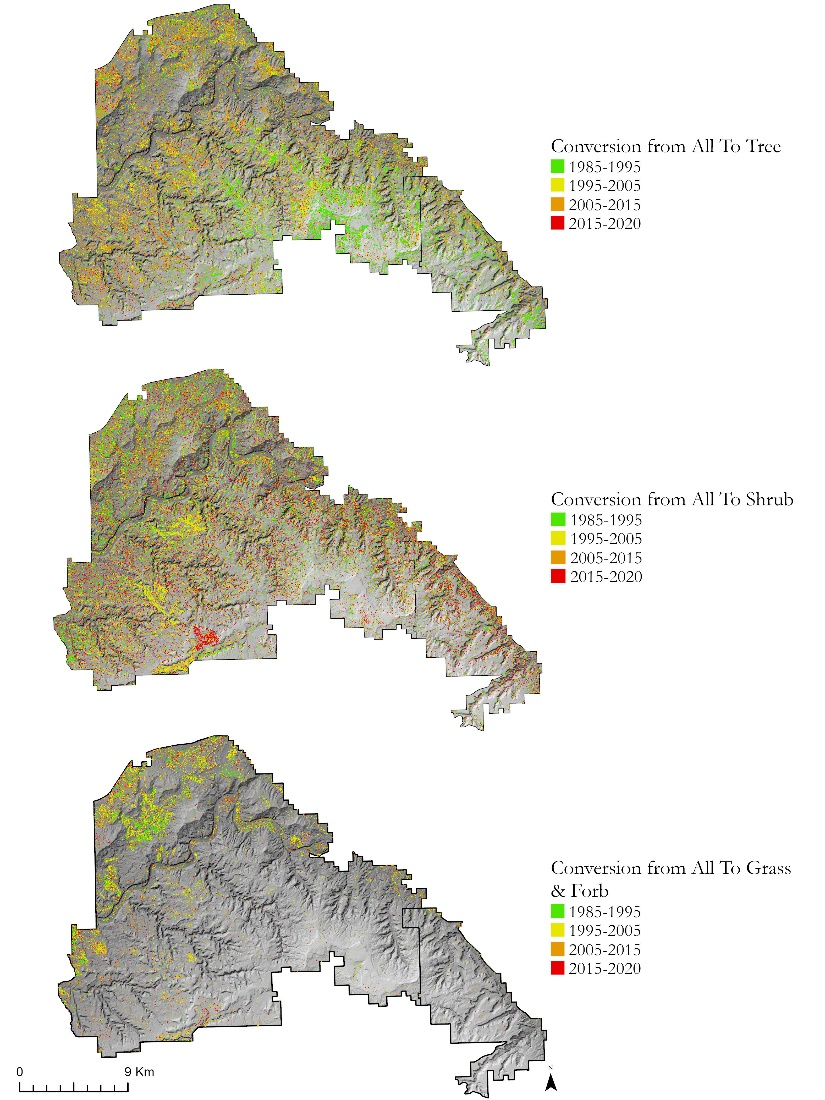 Conversion from All To Tree
1985-1995
1995-2005
2005-2015
2015-2020
Conversion from All To Shrub
1985-1995
1995-2005
2005-2015
2015-2020
Conversion from All To Grass
& Forb
1985-1995
1995-2005
2005-2015
2015-2020
0 9 Km
N